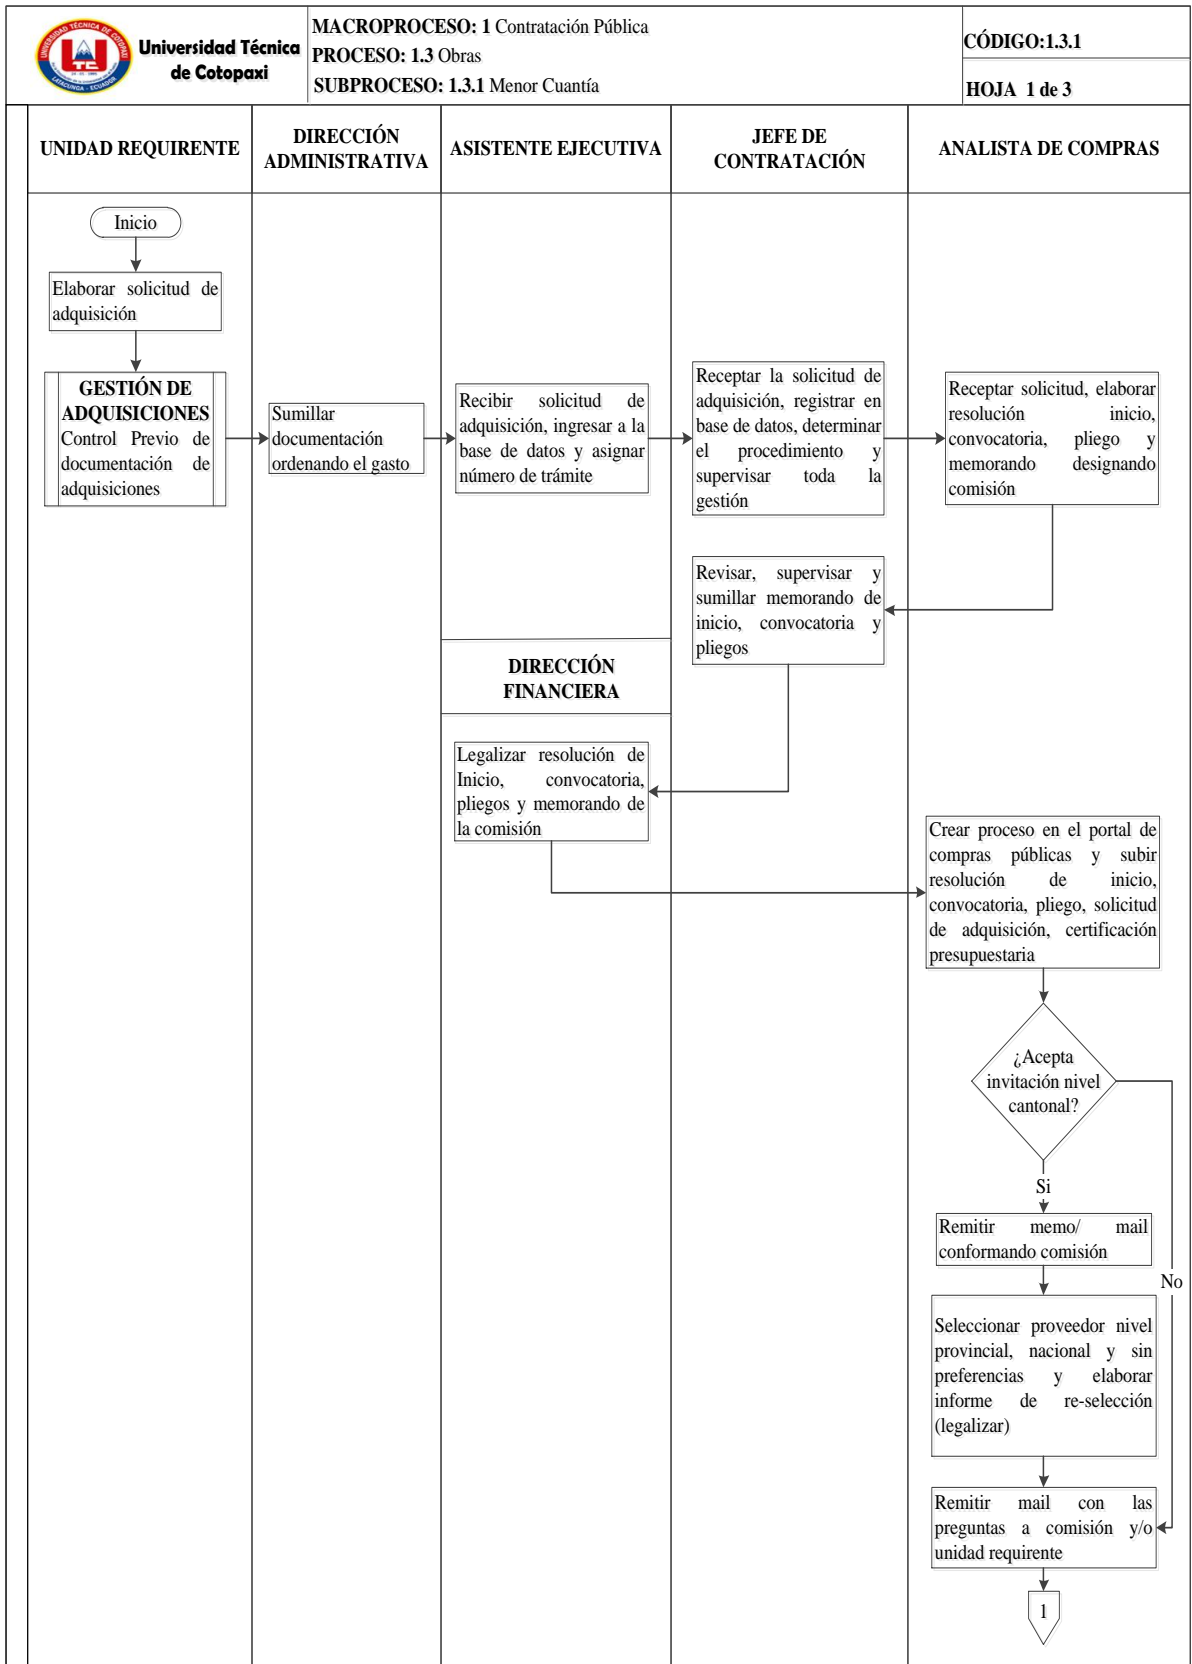 Universidad Técnica
de Cotopaxi
MACROPROCESO: 1 Contratación Pública
PROCESO: 1.3 Obras
SUBPROCESO: 1.3.1 Menor Cuantía
CÓDIGO:1.3.1
HOJA 1 de 3
UNIDAD REQUIRENTE
DIRECCIÓN
ADMINISTRATIVA
ASISTENTE EJECUTIVA
JEFE DE
CONTRATACIÓN
ANALISTA DE COMPRAS
Inicio
Elaborar solicitud de
adquisición
GESTIÓN DE
ADQUISICIONES
Control Previo de
documentación de
adquisiciones
Sumillar
documentación
ordenando el gasto
Recibir solicitud de
adquisición, ingresar a la
base de datos y asignar
número de trámite
Receptar la solicitud de
adquisición, registrar en
base de datos, determinar
el procedimiento y
supervisar toda la
gestión
Receptar solicitud, elaborar
resolución inicio,
convocatoria, pliego y
memorando designando
comisión
Revisar, supervisar y
sumillar memorando de
inicio, convocatoria y
pliegos
DIRECCIÓN
FINANCIERA
Legalizar resolución de
Inicio, convocatoria,
pliegos y memorando de
la comisión
Crear proceso en el portal de
compras públicas y subir
resolución de inicio,
convocatoria, pliego, solicitud
de adquisición, certificación
presupuestaria
¿Acepta
invitación nivel
cantonal?
Si
Remitir memo/ mail
conformando comisión
No
Seleccionar proveedor nivel
provincial, nacional y sin
preferencias y elaborar
informe de re-selección
(legalizar)
Remitir mail con las
preguntas a comisión y/o
unidad requirente
1